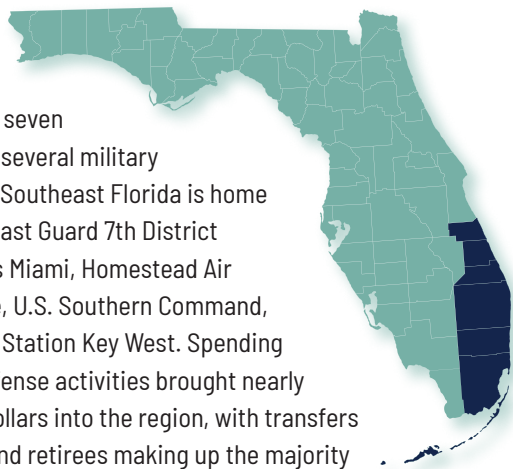 seven
several military
Southeast Florida is home
ast Guard 7th District
s Miami, Homestead Air
, U.S. Southern Command,
Station Key West. Spending
ense activities brought nearly
ollars into the region, with transfers
nd retirees making up the majority